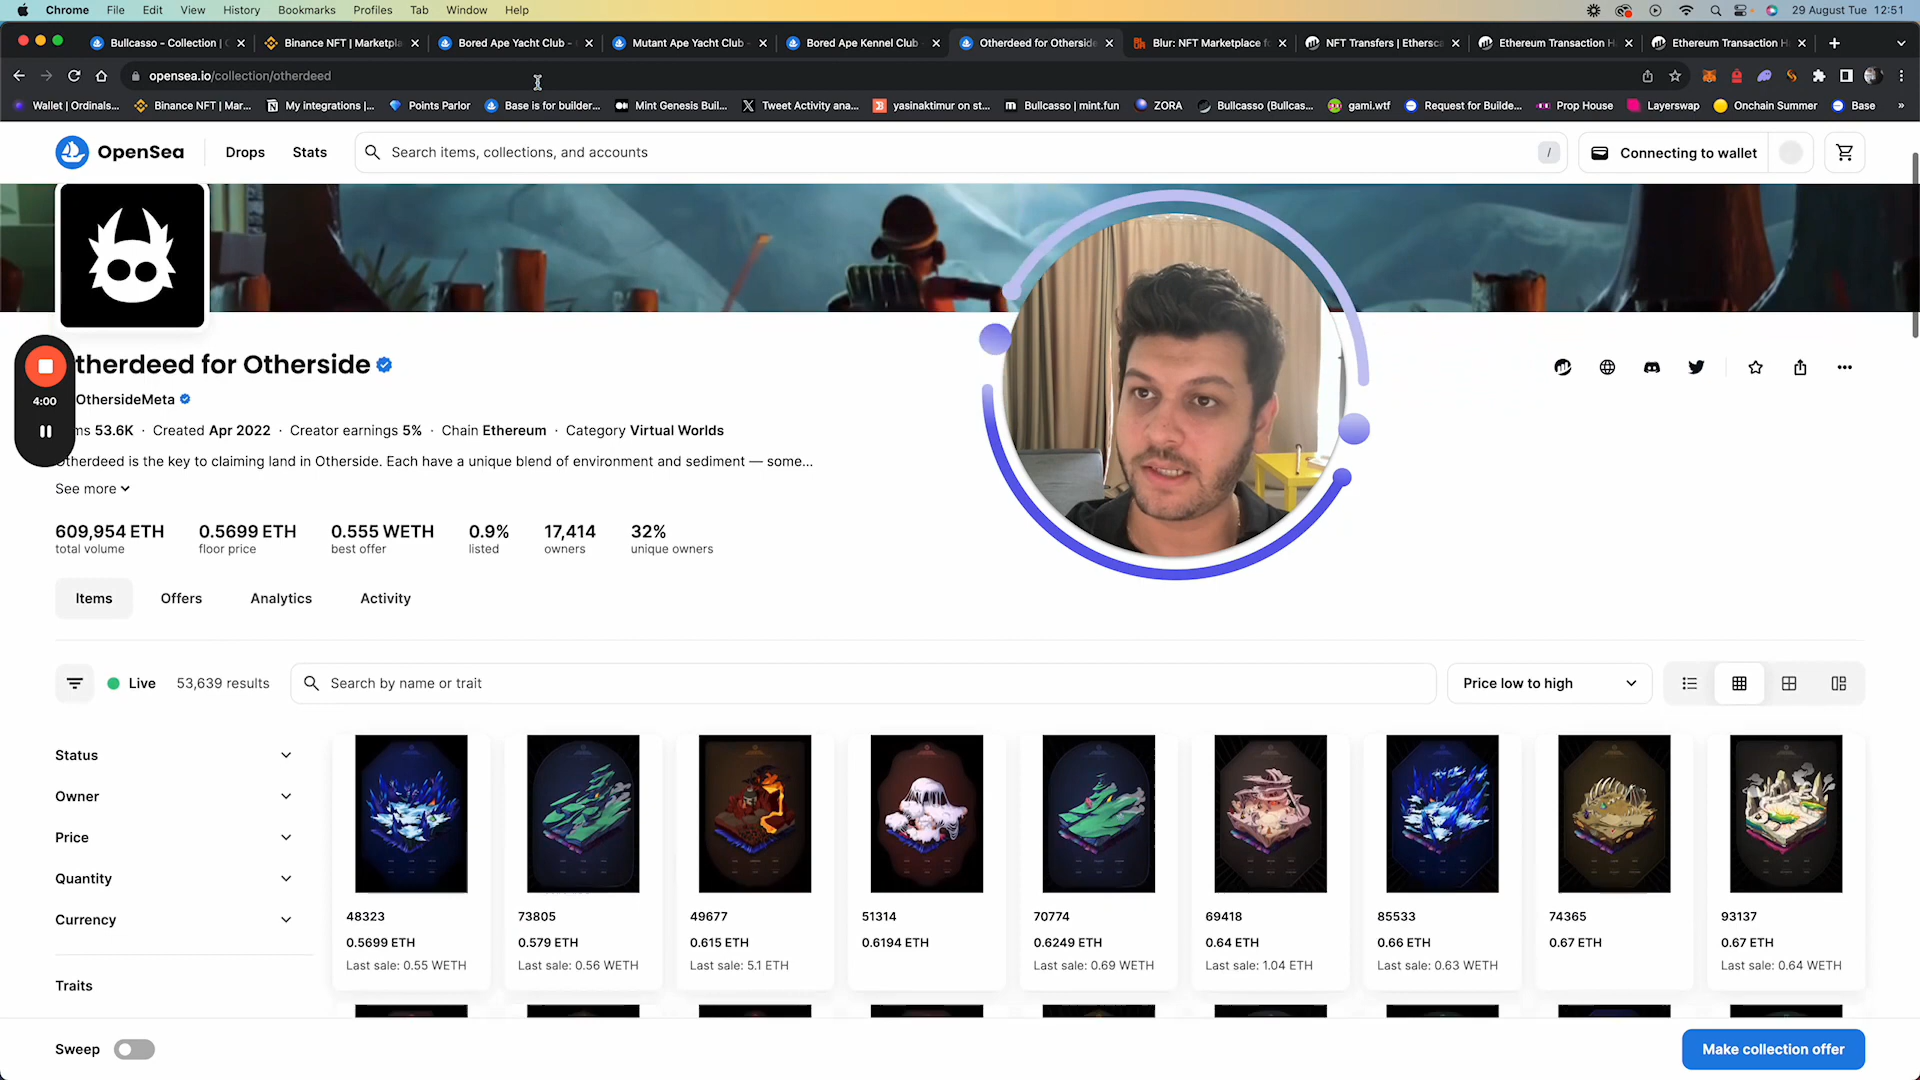 Chrome File Edit View History Bookmarks Profiles Tab Window Help 29 August Tue 12:51
Bullcasso - Collection | Binance NFT | Marketpla Bored Ape Yacht Club - Mutant Ape Yacht Club - Bored Ape Kennel Club Otherdeed for Otherside Blur: NFT Marketplace for NFT Transfers | Ethersca Ethereum Transaction H Ethereum Transaction H
opensea.io/collection/otherdeed
Wallet | Ordinals... Binance NFT | Mar... My integrations |... Points Parlor Base is for builder... Mint Genesis Buil... Tweet Activity ana... yasinaktimur on st... Bullcasso | mint.fun Bullcasso (Bullcas... ZORA gami.wtf Request for Builde... Prop House Layerswap Onchain Summer Base »
OpenSea Drops Stats Search items, collections, and accounts / Connecting to wallet
therdeed for Otherside
4:00
OthersideMeta
ms 53.6K · Created Apr 2022 · Creator earnings 5% · Chain Ethereum · Category Virtual Worlds
Otherdeed is the key to claiming land in Otherside. Each have a unique blend of environment and sediment — some...
See more
609,954 ETH 0.5699 ETH 0.555 WETH 0.9% 17,414 32%
total volume floor price best offer listed owners unique owners
Items Offers Analytics Activity
Live 53,639 results Search by name or trait Price low to high
Status
Owner
Price
Quantity
Currency
Traits
48323 73805 49677 51314 70774 69418 85533 74365 93137
0.5699 ETH 0.579 ETH 0.615 ETH 0.6194 ETH 0.6249 ETH 0.64 ETH 0.66 ETH 0.67 ETH 0.67 ETH
Last sale: 0.55 WETH Last sale: 0.56 WETH Last sale: 5.1 ETH Last sale: 0.69 WETH Last sale: 1.04 ETH Last sale: 0.63 WETH Last sale: 0.64 WETH
Sweep Make collection offer